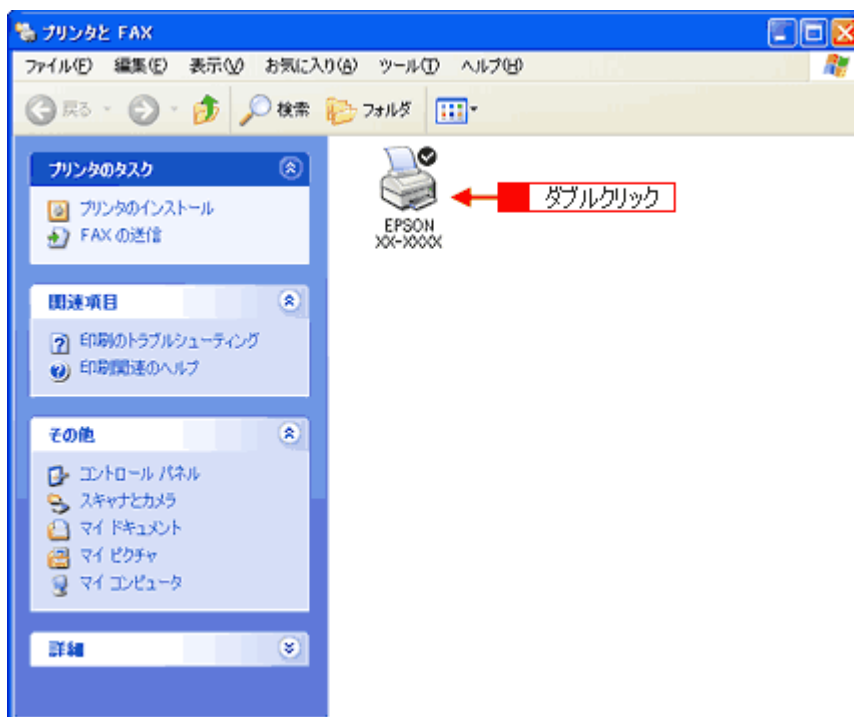 プリンタと FAX
ファイル(F) 編集(E) 表示(V) お気に入り(A) ツール(T) ヘルプ(H)
戻る 検索 フォルダ
プリンタのタスク
プリンタのインストール
FAX の送信
関連項目
印刷のトラブルシューティング
印刷関連のヘルプ
その他
コントロール パネル
スキャナとカメラ
マイ ドキュメント
マイ ピクチャ
マイ コンピュータ
詳細
EPSON
XX-XXXX
ダブルクリック